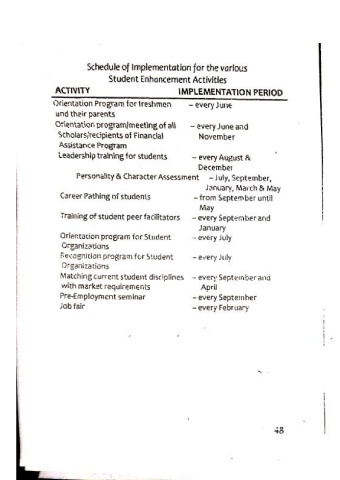 Schedule of Implementation for the various
Student Enhancement Activities
ACTIVITY IMPLEMENTATION PERIOD
Orientation Program for freshmen – every June
and their parents
Orientation program/meeting of all – every June and
Scholars/recipients of Financial November
Assistance Program
Leadership training for students – every August &
December
Personality & Character Assessment – July, September,
January, March & May
Career Pathing of students – from September until
May
Training of student peer facilitators – every September and
January
Orientation program for Student – every July
Organizations
Recognition program for Student – every July
Organizations
Matching current student disciplines – every September and
with market requirements April
Pre-Employment seminar – every September
Job fair – every February
48